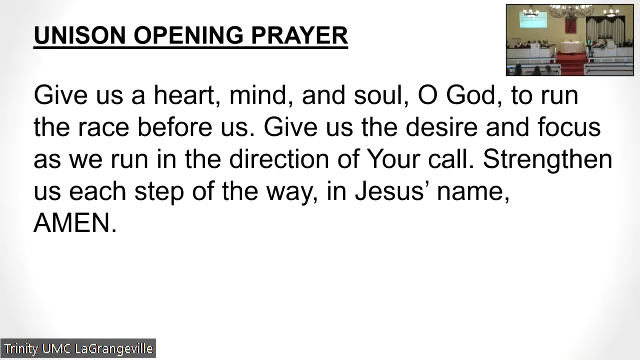 UNISON OPENING PRAYER
Give us a heart, mind, and soul, O God, to run
the race before us. Give us the desire and focus
as we run in the direction of Your call. Strengthen
us each step of the way, in Jesus’ name,
AMEN.
Trinity UMC LaGrangeville